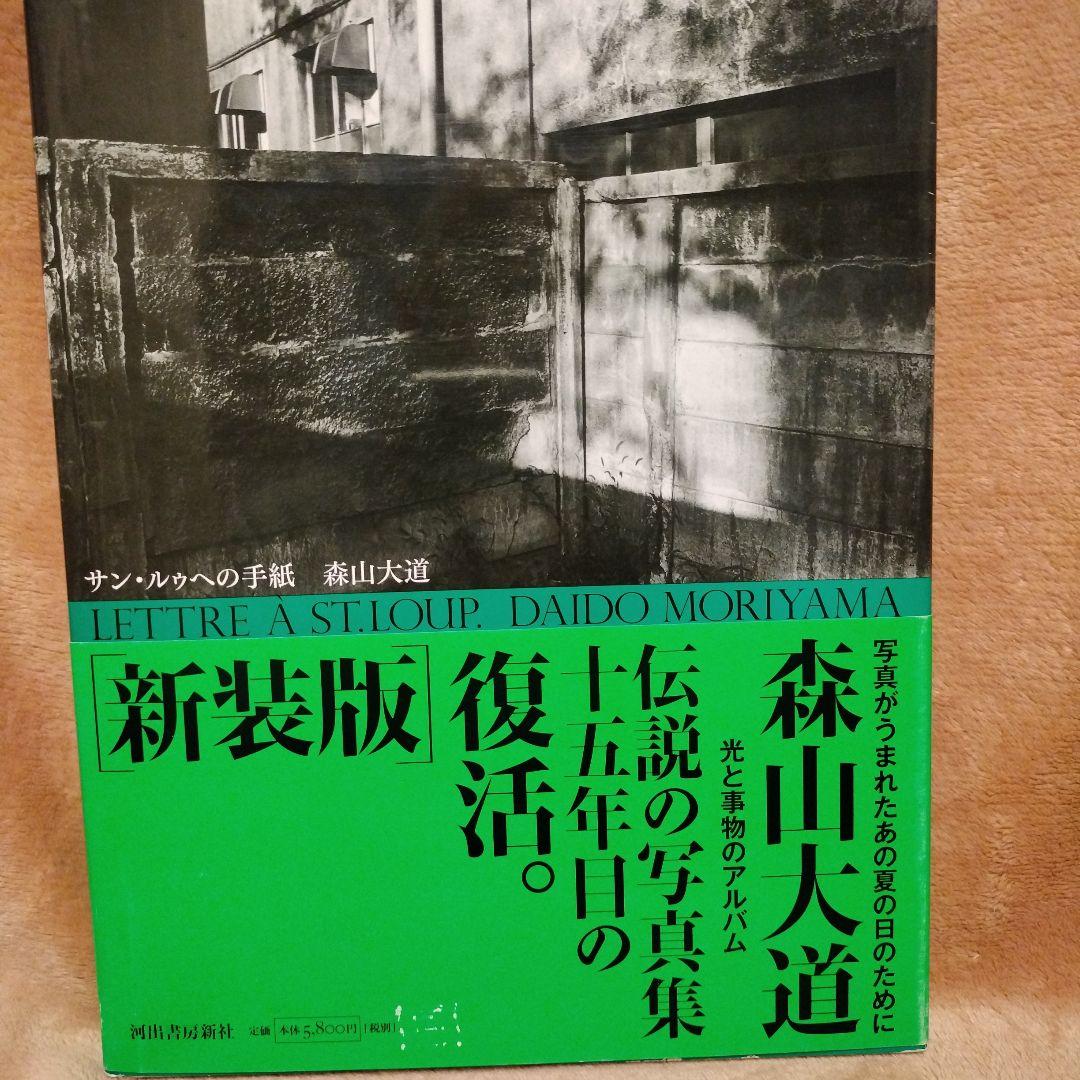 サン・ルゥへの手紙　森山大道
LETTRE À ST.LOUP. DAIDO MORIYAMA
写真がうまれたあの夏の日のために
森山大道
光と事物のアルバム
伝説の写真集
十五年目の
復活。
[新装版]
河出書房新社　定価 本体5,800円 [税別]